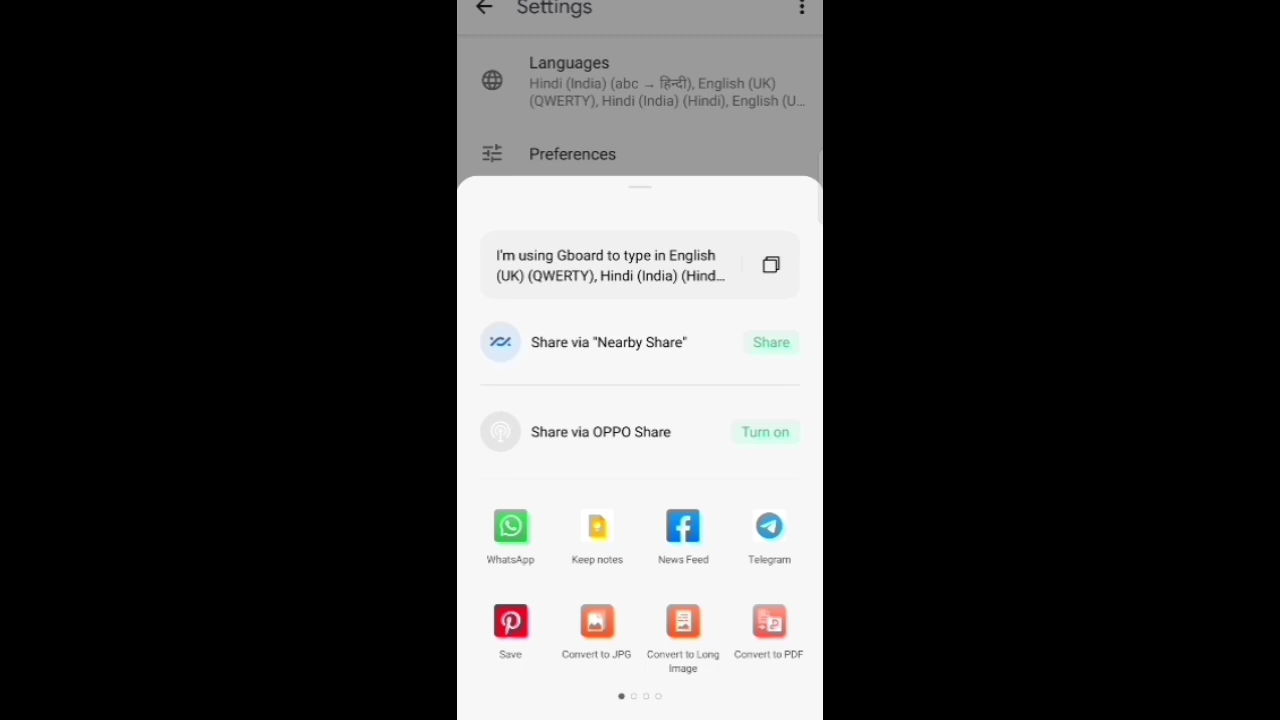 Settings
Languages
Hindi (India) (abc → हिन्दी), English (UK)
(QWERTY), Hindi (India) (Hindi), English (U...
Preferences
I'm using Gboard to type in English
(UK) (QWERTY), Hindi (India) (Hind...
Share via "Nearby Share"
Share
Share via OPPO Share
Turn on
WhatsApp
Keep notes
News Feed
Telegram
Save
Convert to JPG
Convert to Long
Image
Convert to PDF